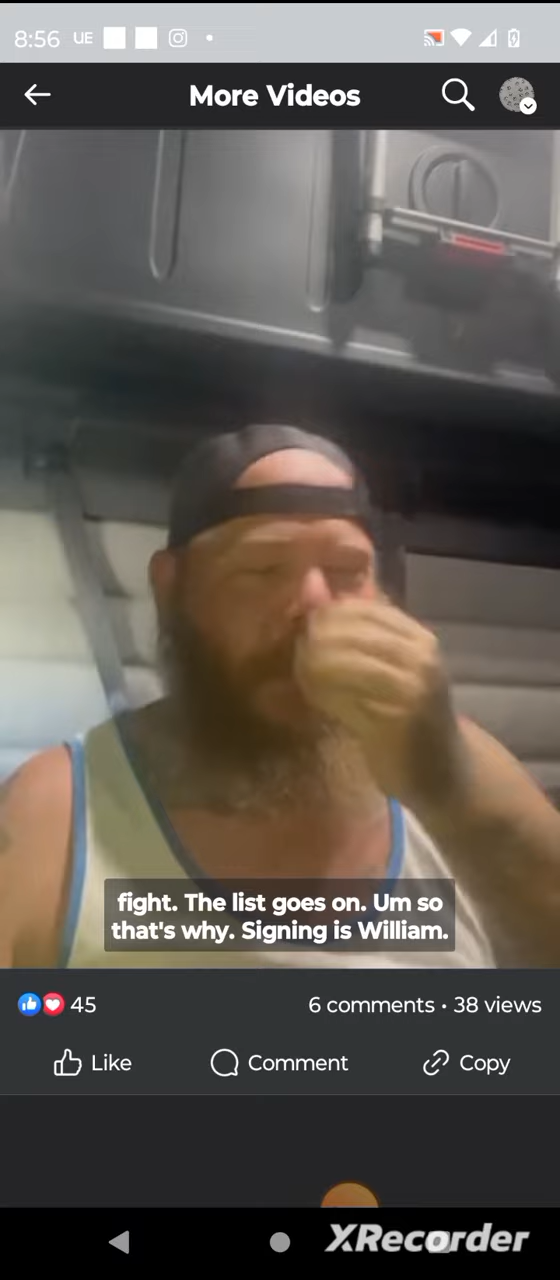 8:56 UE
More Videos
fight. The list goes on. Um so
that's why. Signing is William.
45 6 comments • 38 views
Like Comment Copy
XRecorder